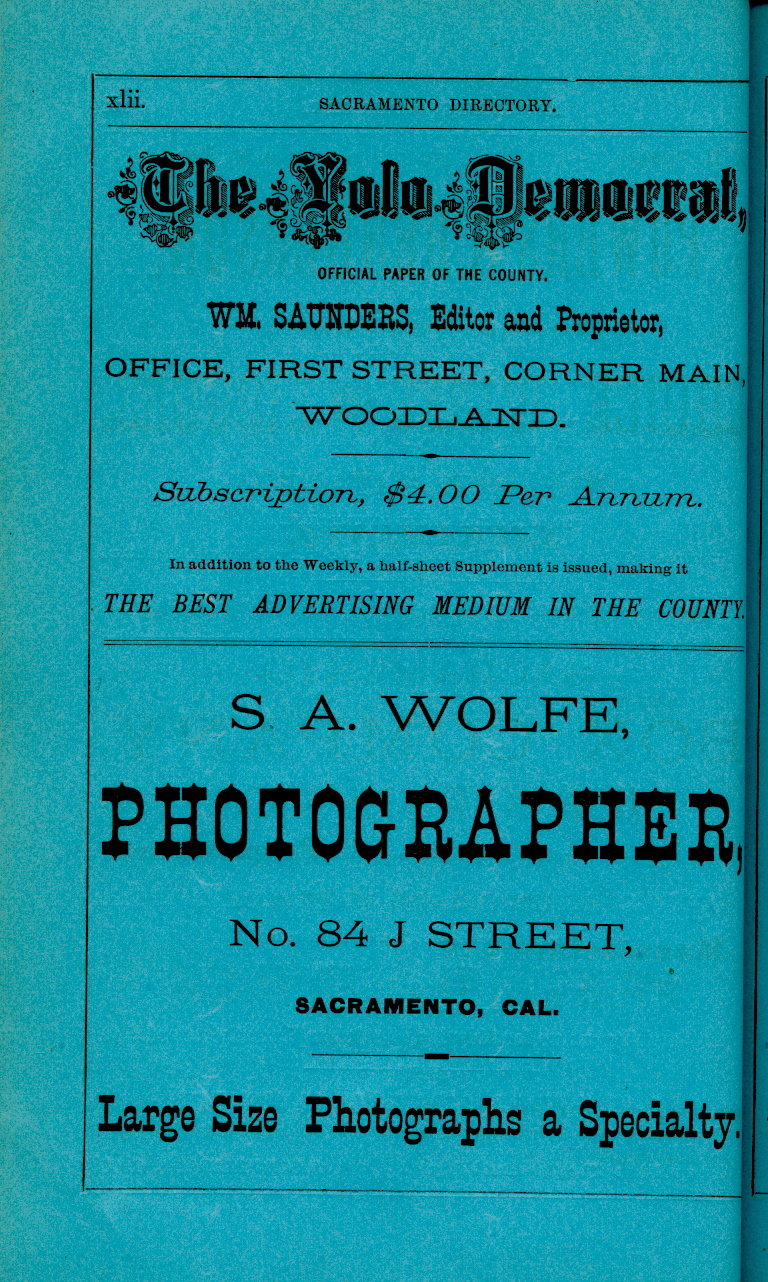 xlii. SACRAMENTO DIRECTORY.
The Yolo Democrat,
OFFICIAL PAPER OF THE COUNTY.
WM. SAUNDERS, Editor and Proprietor,
OFFICE, FIRST STREET, CORNER MAIN,
WOODLAND.
Subscription, $4.00 Per Annum.
In addition to the Weekly, a half-sheet Supplement is issued, making it
THE BEST ADVERTISING MEDIUM IN THE COUNTY.
S. A. WOLFE,
PHOTOGRAPHER,
No. 84 J STREET,
SACRAMENTO, CAL.
Large Size Photographs a Specialty.